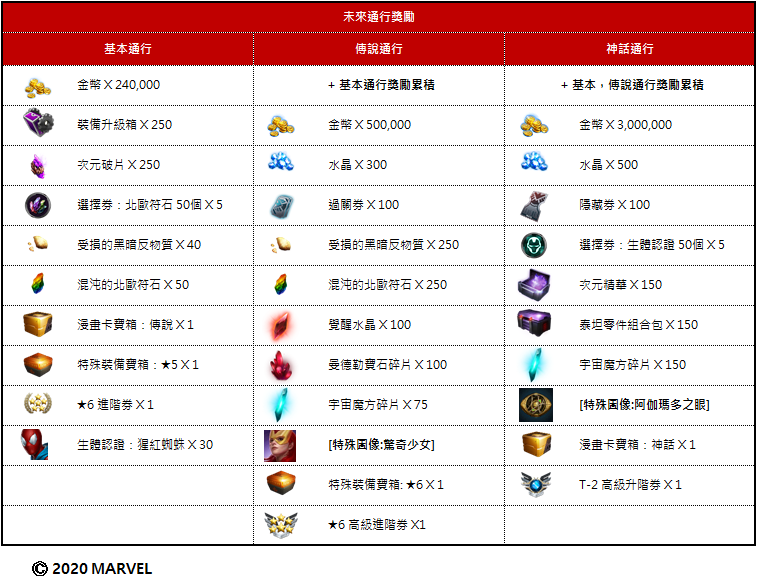 未來通行獎勵
基本通行 傳說通行 神話通行
金幣 X 240,000 + 基本通行獎勵累積 + 基本，傳說通行獎勵累積
裝備升級箱 X 250 金幣 X 500,000 金幣 X 3,000,000
次元破片 X 250 水晶 X 300 水晶 X 500
選擇券：北歐符石 50個 X 5 過關券 X 100 隱藏券 X 100
受損的黑暗反物質 X 40 受損的黑暗反物質 X 250 選擇券：生體認證 50個 X 5
混沌的北歐符石 X 50 混沌的北歐符石 X 250 次元精華 X 150
漫畫卡寶箱：傳說 X 1 覺醒水晶 X 100 泰坦零件組合包 X 150
特殊裝備寶箱：★5 X 1 曼德勒寶石碎片 X 100 宇宙魔方碎片 X 150
★6 進階券 X 1 宇宙魔方碎片 X 75 [特殊圖像:阿伽瑪多之眼]
生體認證：猩紅蜘蛛 X 30 [特殊圖像:驚奇少女] 漫畫卡寶箱：神話 X 1
特殊裝備寶箱: ★6 X 1 T-2 高級升階券 X 1
★6 高級進階券 X1
© 2020 MARVEL